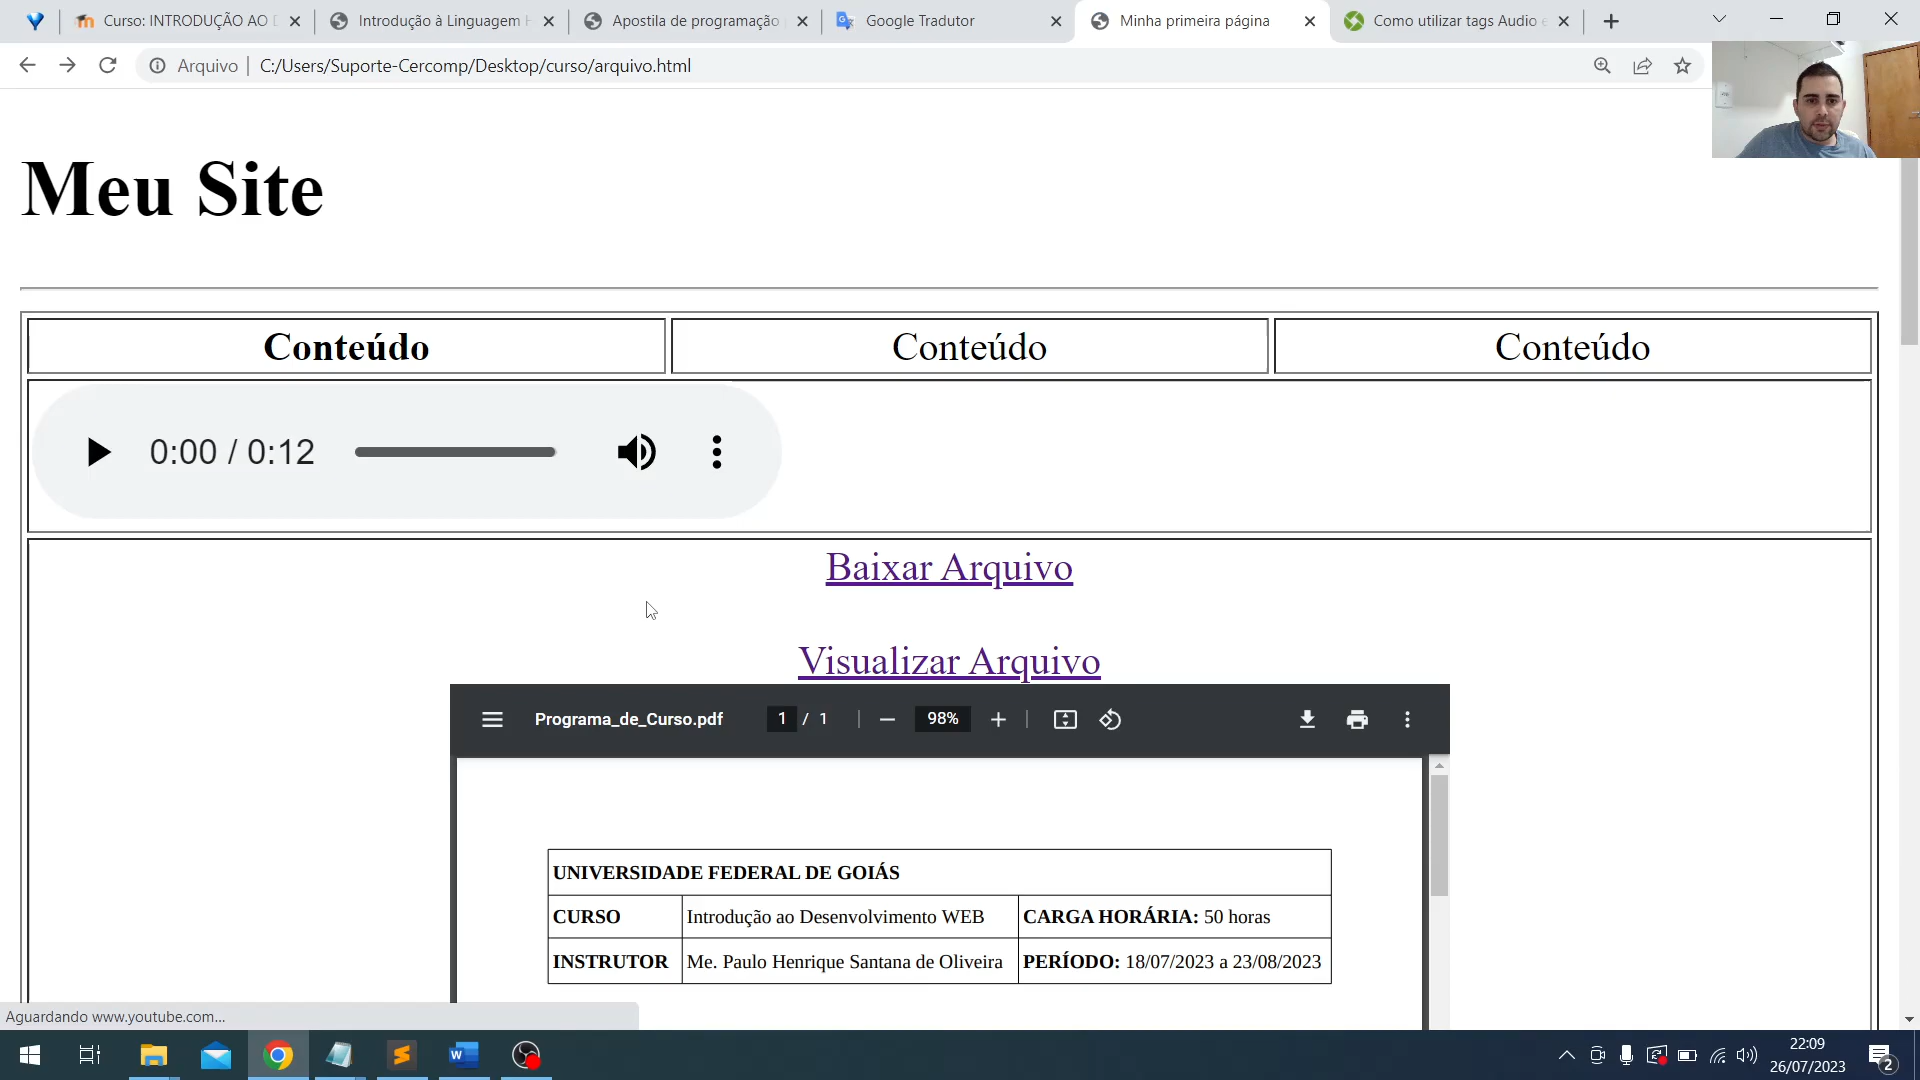 Curso: INTRODUÇÃO AO
Introdução à Linguagem
Apostila de programação
Google Tradutor
Minha primeira página
Como utilizar tags Audio e
Arquivo
C:/Users/Suporte-Cercomp/Desktop/curso/arquivo.html
Meu Site
Conteúdo
Conteúdo
Conteúdo
0:00 / 0:12
Baixar Arquivo
Visualizar Arquivo
Programa_de_Curso.pdf
1 / 1
98%
UNIVERSIDADE FEDERAL DE GOIÁS
CURSO
Introdução ao Desenvolvimento WEB
CARGA HORÁRIA: 50 horas
INSTRUTOR
Me. Paulo Henrique Santana de Oliveira
PERÍODO: 18/07/2023 a 23/08/2023
Aguardando www.youtube.com...
22:09
26/07/2023
2